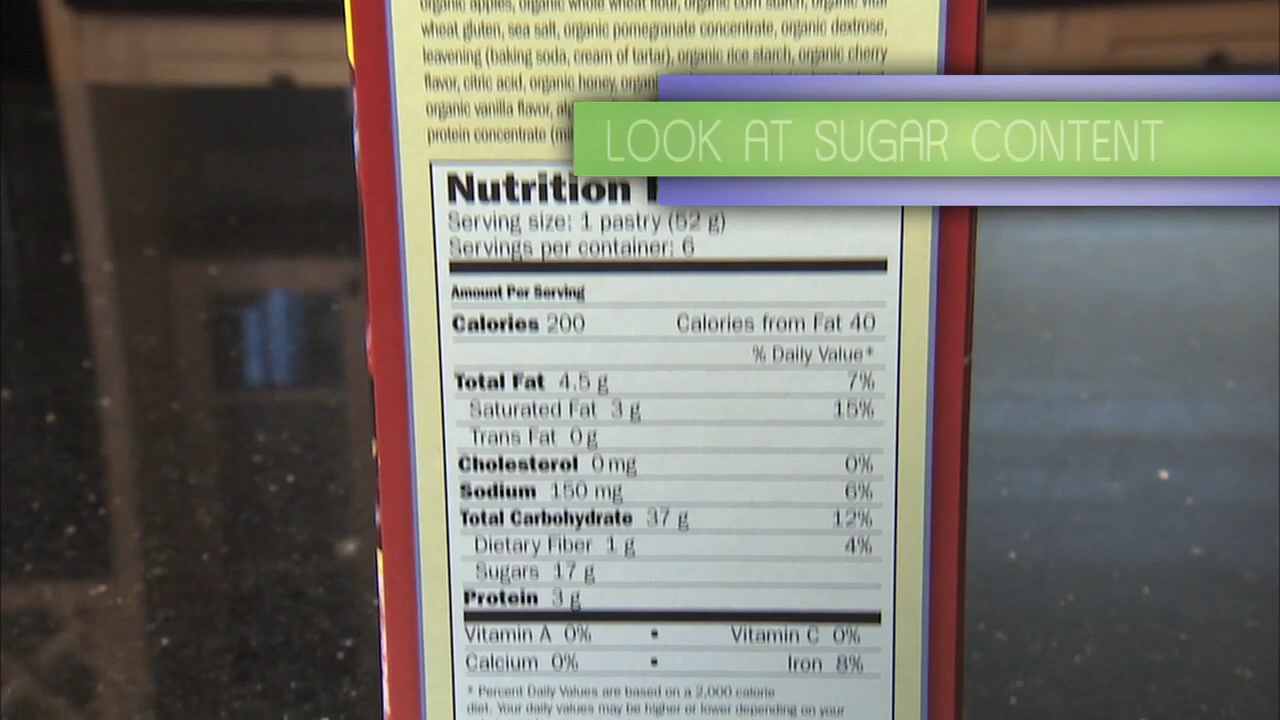 organic apples, organic whole wheat flour, organic corn starch, organic vital
wheat gluten, sea salt, organic pomegranate concentrate, organic dextrose,
leavening (baking soda, cream of tartar), organic rice starch, organic cherry
flavor, citric acid, organic honey,
organic vanilla flavor,
protein concentrate
LOOK AT SUGAR CONTENT
Nutrition
Serving size: 1 pastry (52 g)
Servings per container: 6
Amount Per Serving
Calories 200 Calories from Fat 40
% Daily Value*
Total Fat 4.5 g 7%
Saturated Fat 3 g 15%
Trans Fat 0 g
Cholesterol 0 mg 0%
Sodium 150 mg 6%
Total Carbohydrate 37 g 12%
Dietary Fiber 1 g 4%
Sugars 17 g
Protein 3 g
Vitamin A 0% • Vitamin C 0%
Calcium 0% • Iron 8%
* Percent Daily Values are based on a 2,000 calorie
diet. Your daily values may be higher or lower depending on your